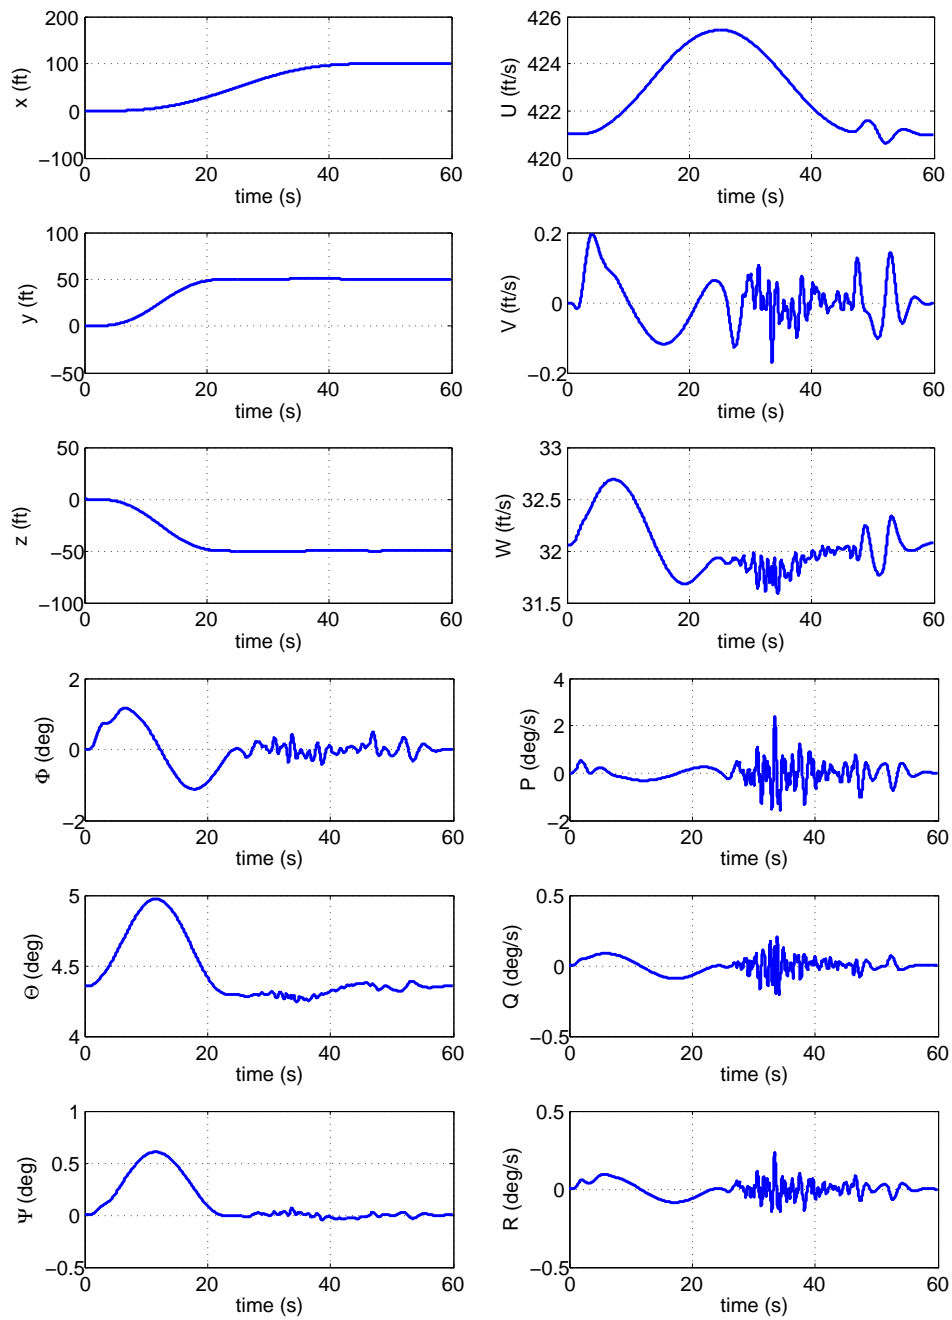 200
100
0
−100
x (ft)
0 20 40 60
time (s)
426
424
422
420
U (ft/s)
0 20 40 60
time (s)
100
50
0
−50
y (ft)
0 20 40 60
time (s)
0.2
0
−0.2
V (ft/s)
0 20 40 60
time (s)
50
0
−50
−100
z (ft)
0 20 40 60
time (s)
33
32.5
32
31.5
W (ft/s)
0 20 40 60
time (s)
2
0
−2
Φ (deg)
0 20 40 60
time (s)
4
2
0
−2
P (deg/s)
0 20 40 60
time (s)
5
4.5
4
Θ (deg)
0 20 40 60
time (s)
0.5
0
−0.5
Q (deg/s)
0 20 40 60
time (s)
1
0.5
0
−0.5
Ψ (deg)
0 20 40 60
time (s)
0.5
0
−0.5
R (deg/s)
0 20 40 60
time (s)